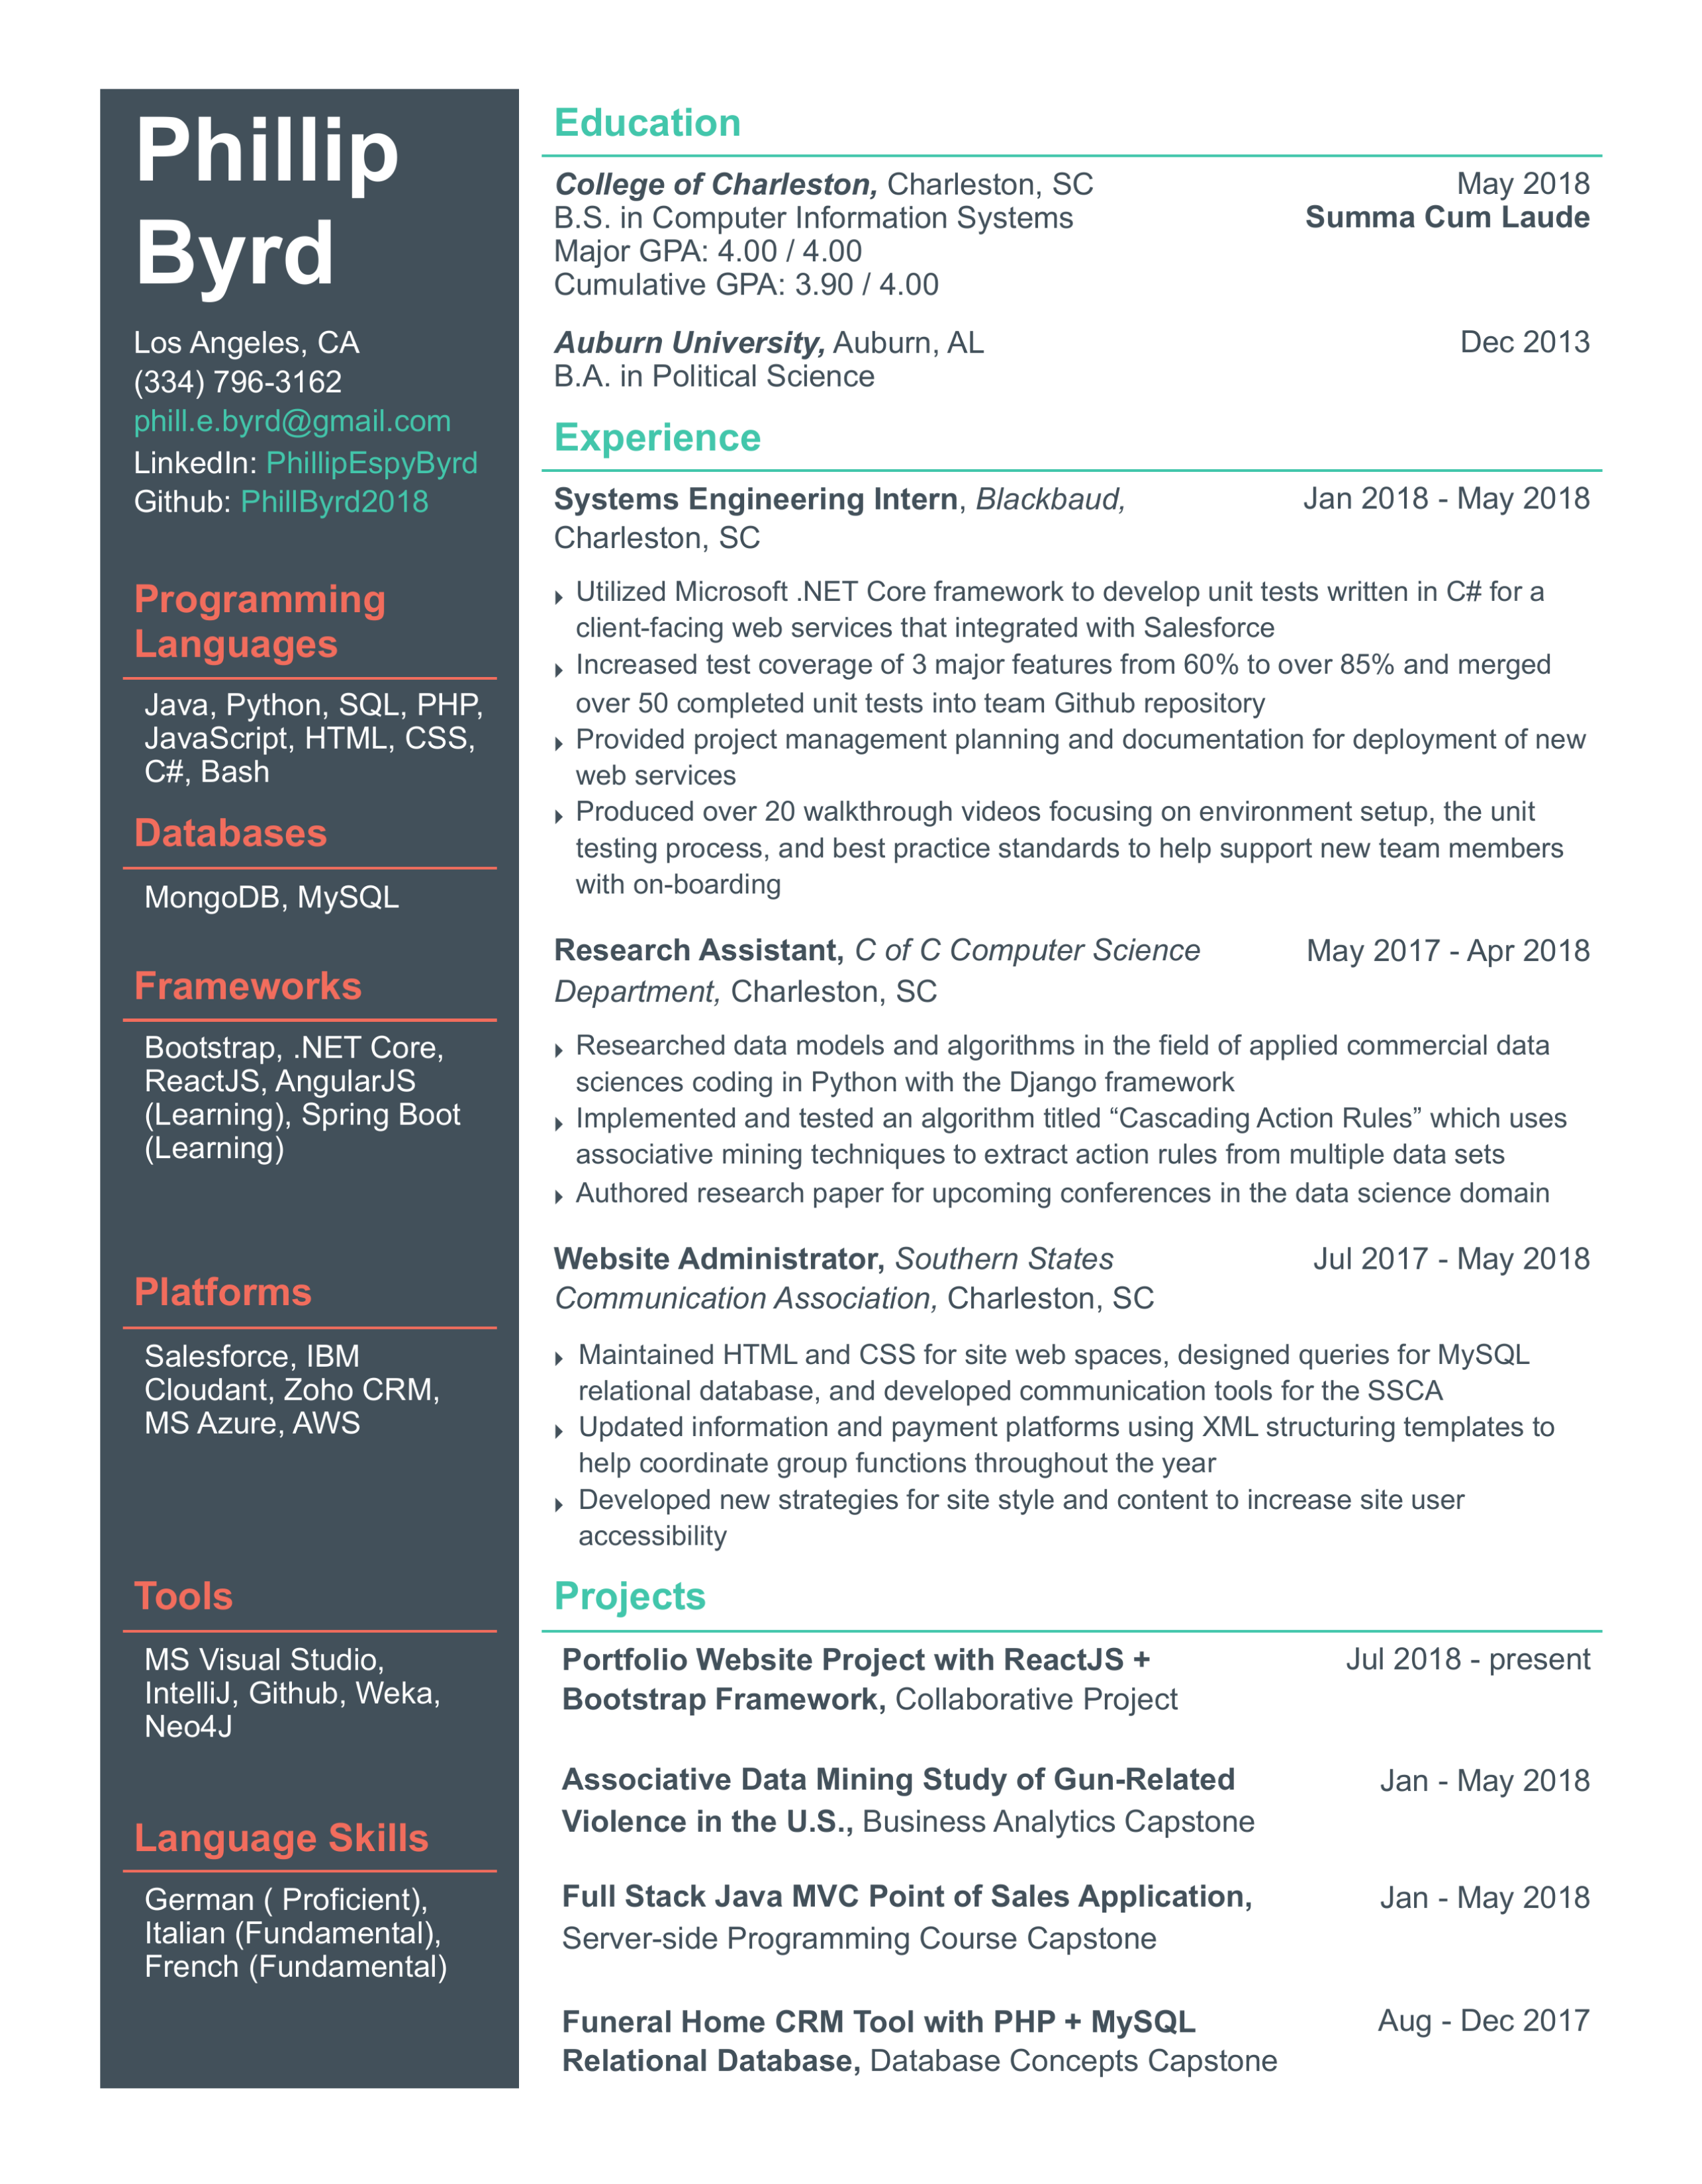 Phillip
Byrd
Los Angeles, CA
(334) 796-3162
phill.e.byrd@gmail.com
LinkedIn: PhillipEspyByrd
Github: PhillByrd2018
Programming
Languages
Java, Python, SQL, PHP,
JavaScript, HTML, CSS,
C#, Bash
Databases
MongoDB, MySQL
Frameworks
Bootstrap, .NET Core,
ReactJS, AngularJS
(Learning), Spring Boot
(Learning)
Platforms
Salesforce, IBM
Cloudant, Zoho CRM,
MS Azure, AWS
Tools
MS Visual Studio,
IntelliJ, Github, Weka,
Neo4J
Language Skills
German ( Proficient),
Italian (Fundamental),
French (Fundamental)
Education
College of Charleston, Charleston, SC May 2018
B.S. in Computer Information Systems Summa Cum Laude
Major GPA: 4.00 / 4.00
Cumulative GPA: 3.90 / 4.00
Auburn University, Auburn, AL Dec 2013
B.A. in Political Science
Experience
Systems Engineering Intern, Blackbaud, Jan 2018 - May 2018
Charleston, SC
Utilized Microsoft .NET Core framework to develop unit tests written in C# for a
client-facing web services that integrated with Salesforce
Increased test coverage of 3 major features from 60% to over 85% and merged
over 50 completed unit tests into team Github repository
Provided project management planning and documentation for deployment of new
web services
Produced over 20 walkthrough videos focusing on environment setup, the unit
testing process, and best practice standards to help support new team members
with on-boarding
Research Assistant, C of C Computer Science May 2017 - Apr 2018
Department, Charleston, SC
Researched data models and algorithms in the field of applied commercial data
sciences coding in Python with the Django framework
Implemented and tested an algorithm titled “Cascading Action Rules” which uses
associative mining techniques to extract action rules from multiple data sets
Authored research paper for upcoming conferences in the data science domain
Website Administrator, Southern States Jul 2017 - May 2018
Communication Association, Charleston, SC
Maintained HTML and CSS for site web spaces, designed queries for MySQL
relational database, and developed communication tools for the SSCA
Updated information and payment platforms using XML structuring templates to
help coordinate group functions throughout the year
Developed new strategies for site style and content to increase site user
accessibility
Projects
Portfolio Website Project with ReactJS + Jul 2018 - present
Bootstrap Framework, Collaborative Project
Associative Data Mining Study of Gun-Related Jan - May 2018
Violence in the U.S., Business Analytics Capstone
Full Stack Java MVC Point of Sales Application, Jan - May 2018
Server-side Programming Course Capstone
Funeral Home CRM Tool with PHP + MySQL Aug - Dec 2017
Relational Database, Database Concepts Capstone